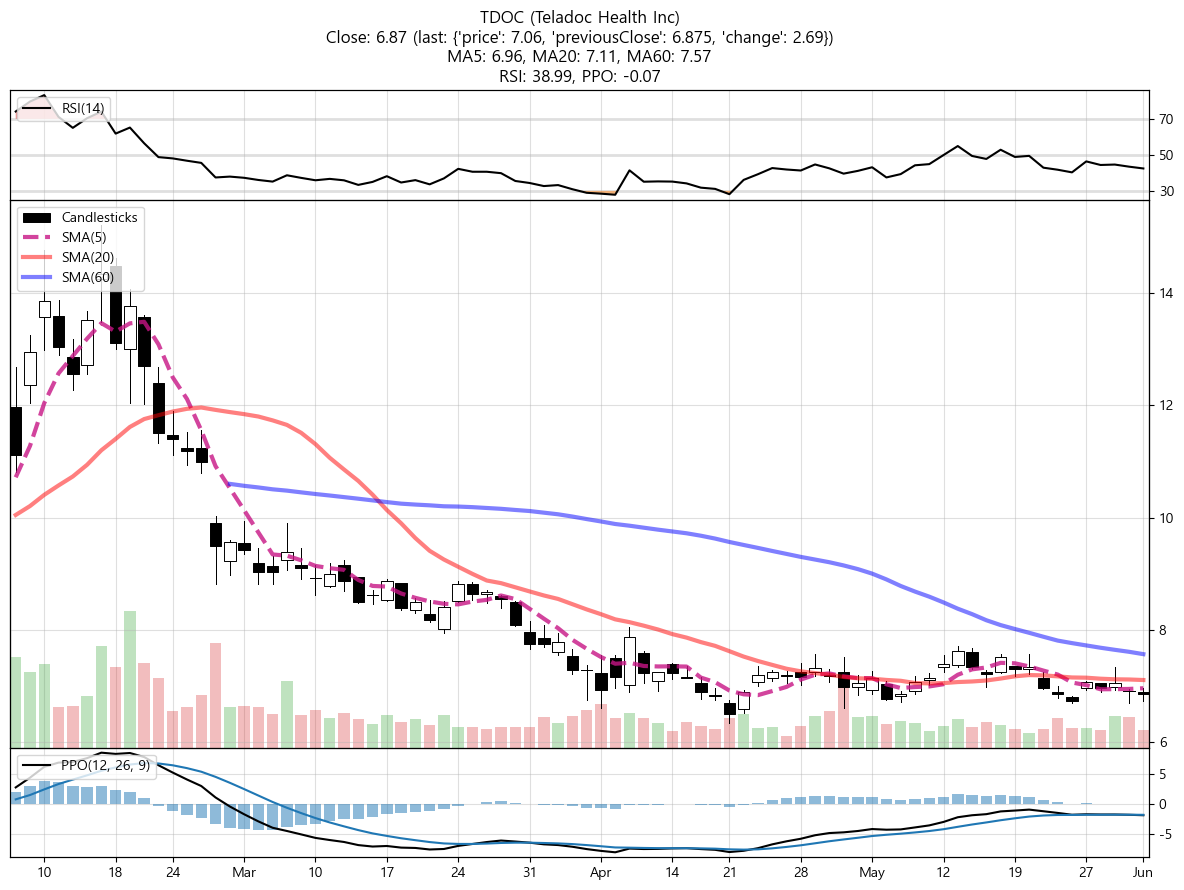 TDOC (Teladoc Health Inc)
Close: 6.87 (last: {'price': 7.06, 'previousClose': 6.875, 'change': 2.69})
MA5: 6.96, MA20: 7.11, MA60: 7.57
RSI: 38.99, PPO: -0.07
RSI(14)
70
50
30
Candlesticks
SMA(5)
SMA(20)
SMA(60)
14
12
10
8
6
PPO(12, 26, 9)
5
0
-5
10 18 24 Mar 10 17 24 31 Apr 14 21 28 May 12 19 27 Jun